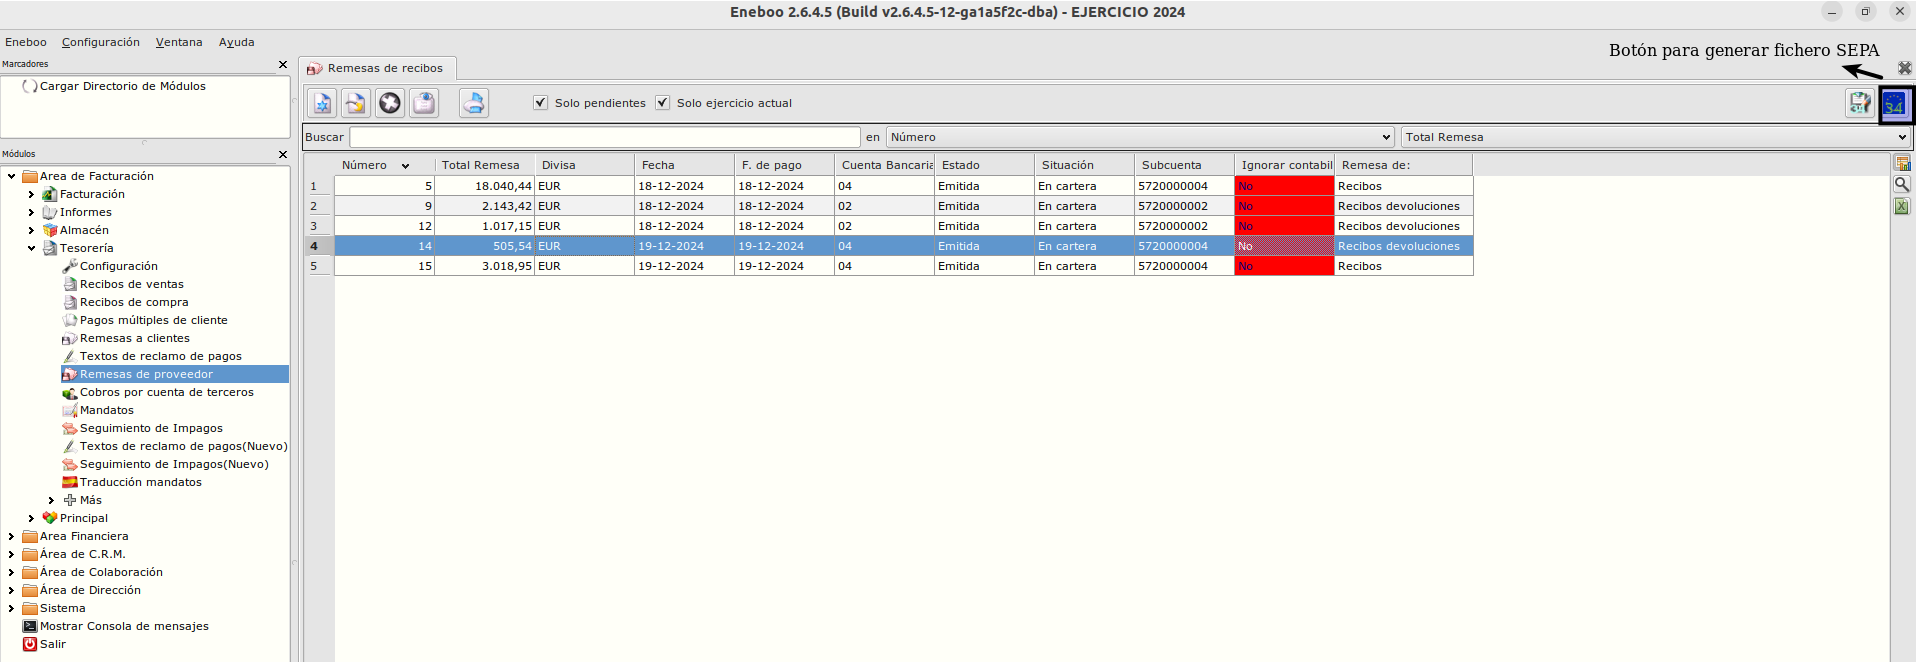 Eneboo 2.6.4.5 (Build v2.6.4.5-12-ga1a5f2c-dba) - EJERCICIO 2024
Eneboo Configuración Ventana Ayuda
Botón para generar fichero SEPA
Marcadores
Cargar Directorio de Módulos
Remesas de recibos
Solo pendientes Solo ejercicio actual
34
Buscar en Número Total Remesa
Módulos
Area de Facturación
Facturación
Informes
Almacén
Tesorería
Configuración
Recibos de ventas
Recibos de compra
Pagos múltiples de cliente
Remesas a clientes
Textos de reclamo de pagos
Remesas de proveedor
Cobros por cuenta de terceros
Mandatos
Seguimiento de Impagos
Textos de reclamo de pagos(Nuevo)
Seguimiento de Impagos(Nuevo)
Traducción mandatos
Más
Principal
Area Financiera
Área de C.R.M.
Área de Colaboración
Área de Dirección
Sistema
Mostrar Consola de mensajes
Salir
Número Total Remesa Divisa Fecha F. de pago Cuenta Bancaria Estado Situación Subcuenta Ignorar contabil Remesa de:
1 5 18.040,44 EUR 18-12-2024 18-12-2024 04 Emitida En cartera 5720000004 No Recibos
2 9 2.143,42 EUR 18-12-2024 18-12-2024 02 Emitida En cartera 5720000002 No Recibos devoluciones
3 12 1.017,15 EUR 18-12-2024 18-12-2024 02 Emitida En cartera 5720000002 No Recibos devoluciones
4 14 505,54 EUR 19-12-2024 19-12-2024 04 Emitida En cartera 5720000004 No Recibos devoluciones
5 15 3.018,95 EUR 19-12-2024 19-12-2024 04 Emitida En cartera 5720000004 No Recibos